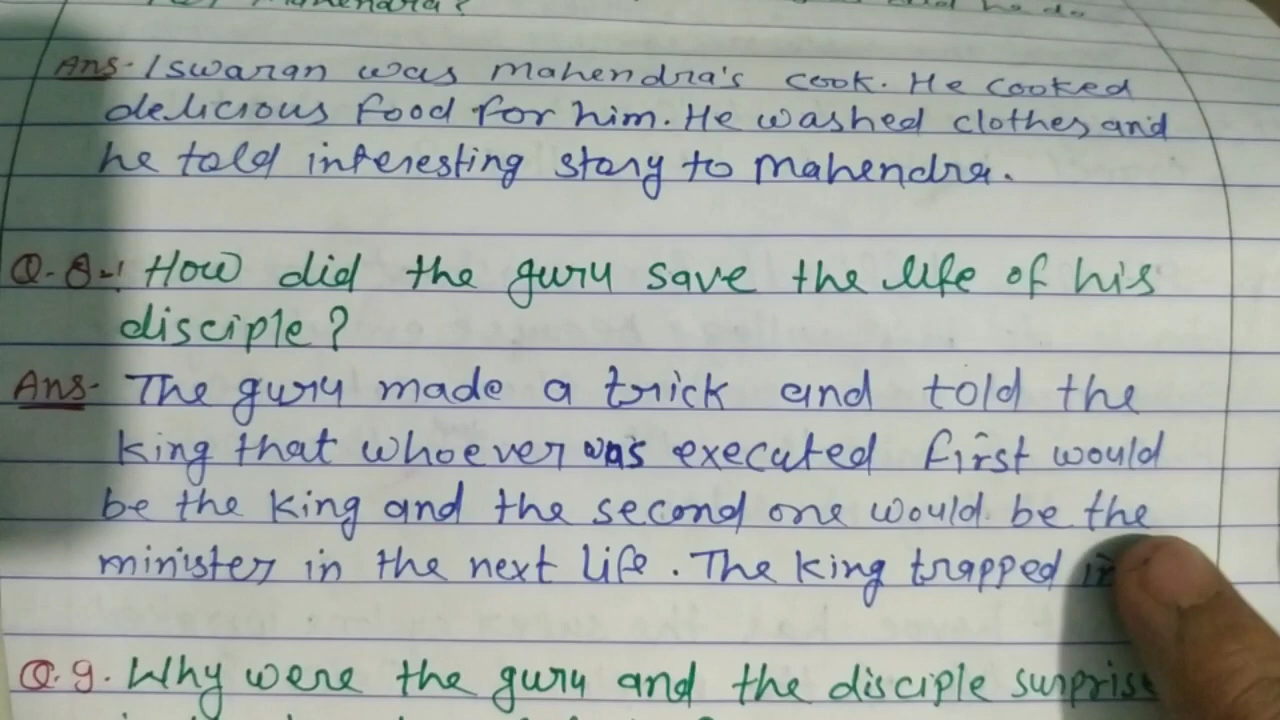 Mahendra?
Ans- Iswaran was Mahendra's cook. He cooked
delicious food for him. He washed clothes and
he told interesting story to Mahendra.
Q.8-! How did the guru save the life of his
disciple?
Ans- The guru made a trick and told the
king that whoever was executed first would
be the king and the second one would be the
minister in the next life. The king trapped
Q.9. Why were the guru and the disciple